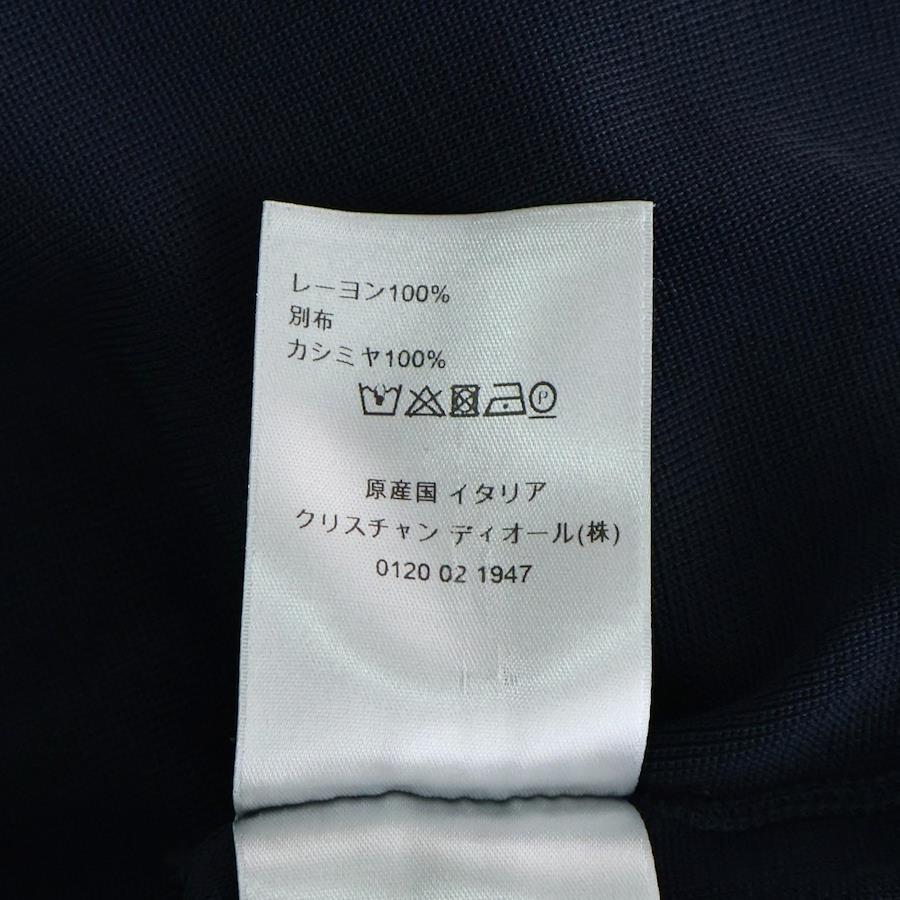 レーヨン100%
別布
カシミヤ100%
P
原産国 イタリア
クリスチャン ディオール(株)
0120 02 1947